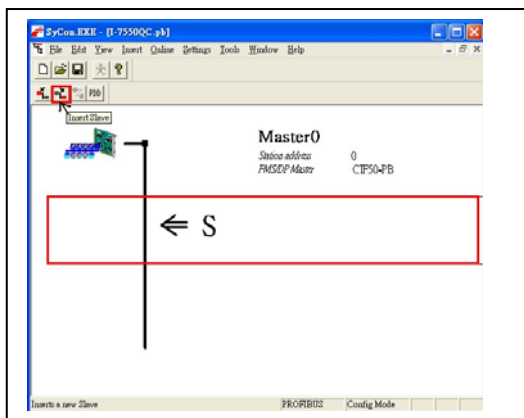 SyCon.EXE - [I-7550QC.pb]
File Edit View Insert Online Settings Tools Window Help
Insert Slave
Master0
Station address 0
FMS/DP Master CIF50-PB
⇐ S
Inserts a new Slave PROFIBUS Config Mode